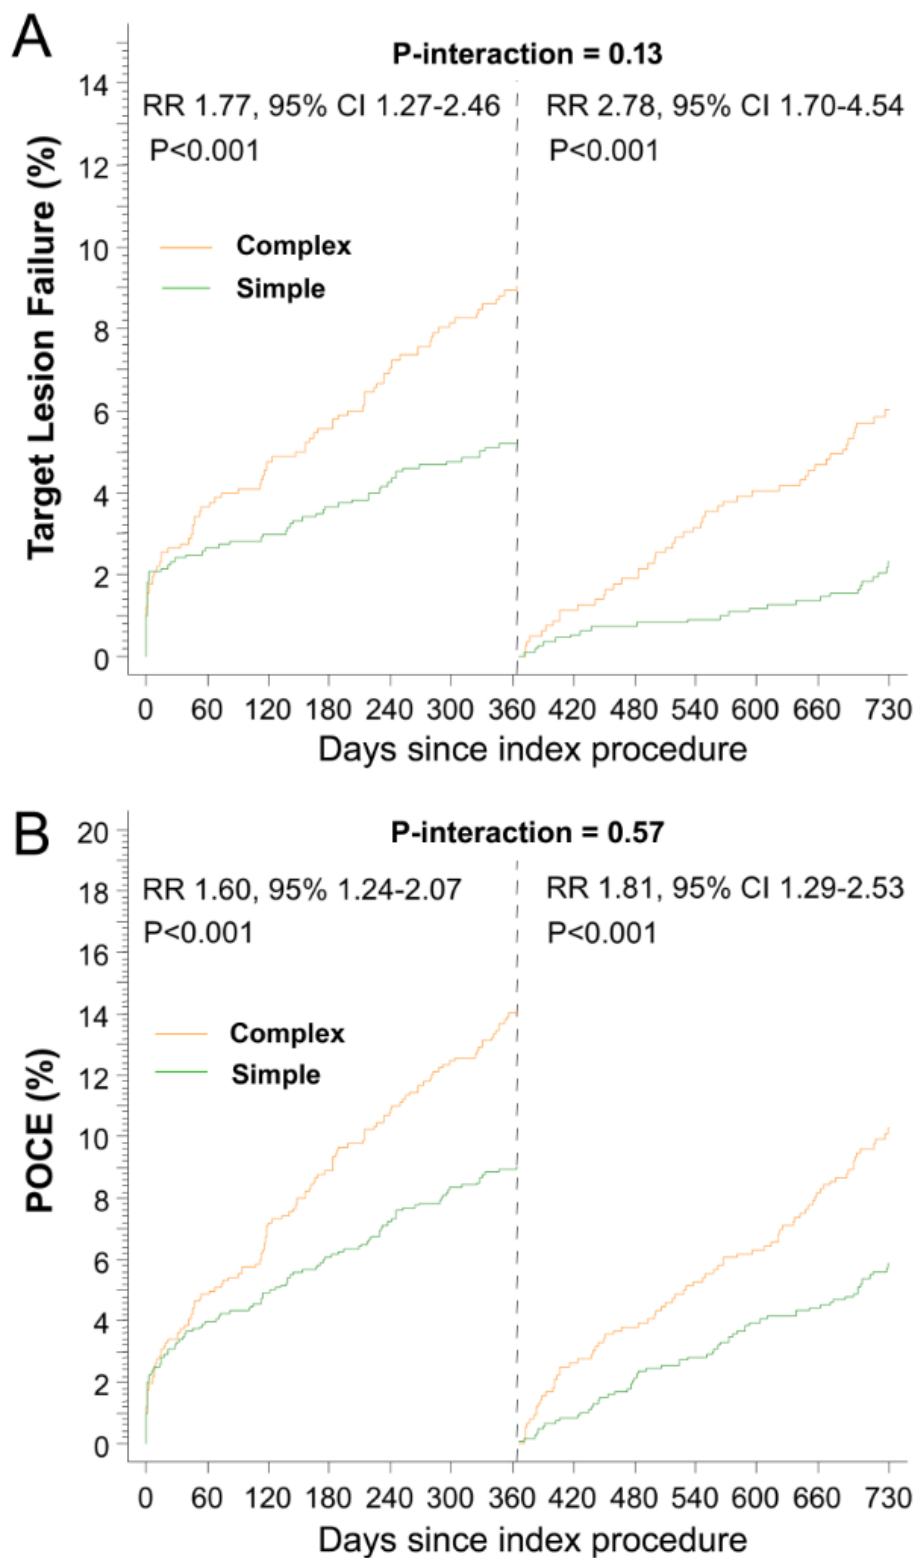 A
P-interaction = 0.13
RR 1.77, 95% CI 1.27-2.46
P<0.001
RR 2.78, 95% CI 1.70-4.54
P<0.001
Complex
Simple
Target Lesion Failure (%)
14
12
10
8
6
4
2
0
0 60 120 180 240 300 360 420 480 540 600 660 730
Days since index procedure
B
P-interaction = 0.57
RR 1.60, 95% 1.24-2.07
P<0.001
RR 1.81, 95% CI 1.29-2.53
P<0.001
Complex
Simple
POCE (%)
20
18
16
14
12
10
8
6
4
2
0
0 60 120 180 240 300 360 420 480 540 600 660 730
Days since index procedure